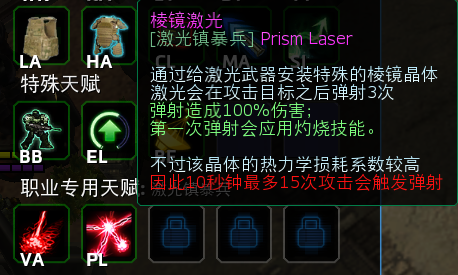 棱镜激光
[激光镇暴兵] Prism Laser
通过给激光武器安装特殊的棱镜晶体
激光会在攻击目标之后弹射3次
弹射造成100%伤害;
第一次弹射会应用灼烧技能。
不过该晶体的热力学损耗系数较高
因此10秒钟最多15次攻击会触发弹射
LA
HA
特殊天赋
BB
EL
职业专用天赋:
激光镇暴兵
VA
PL